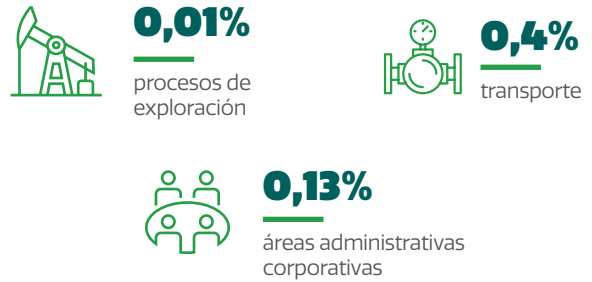 0,01%
procesos de
exploración
0,4%
transporte
0,13%
áreas administrativas
corporativas